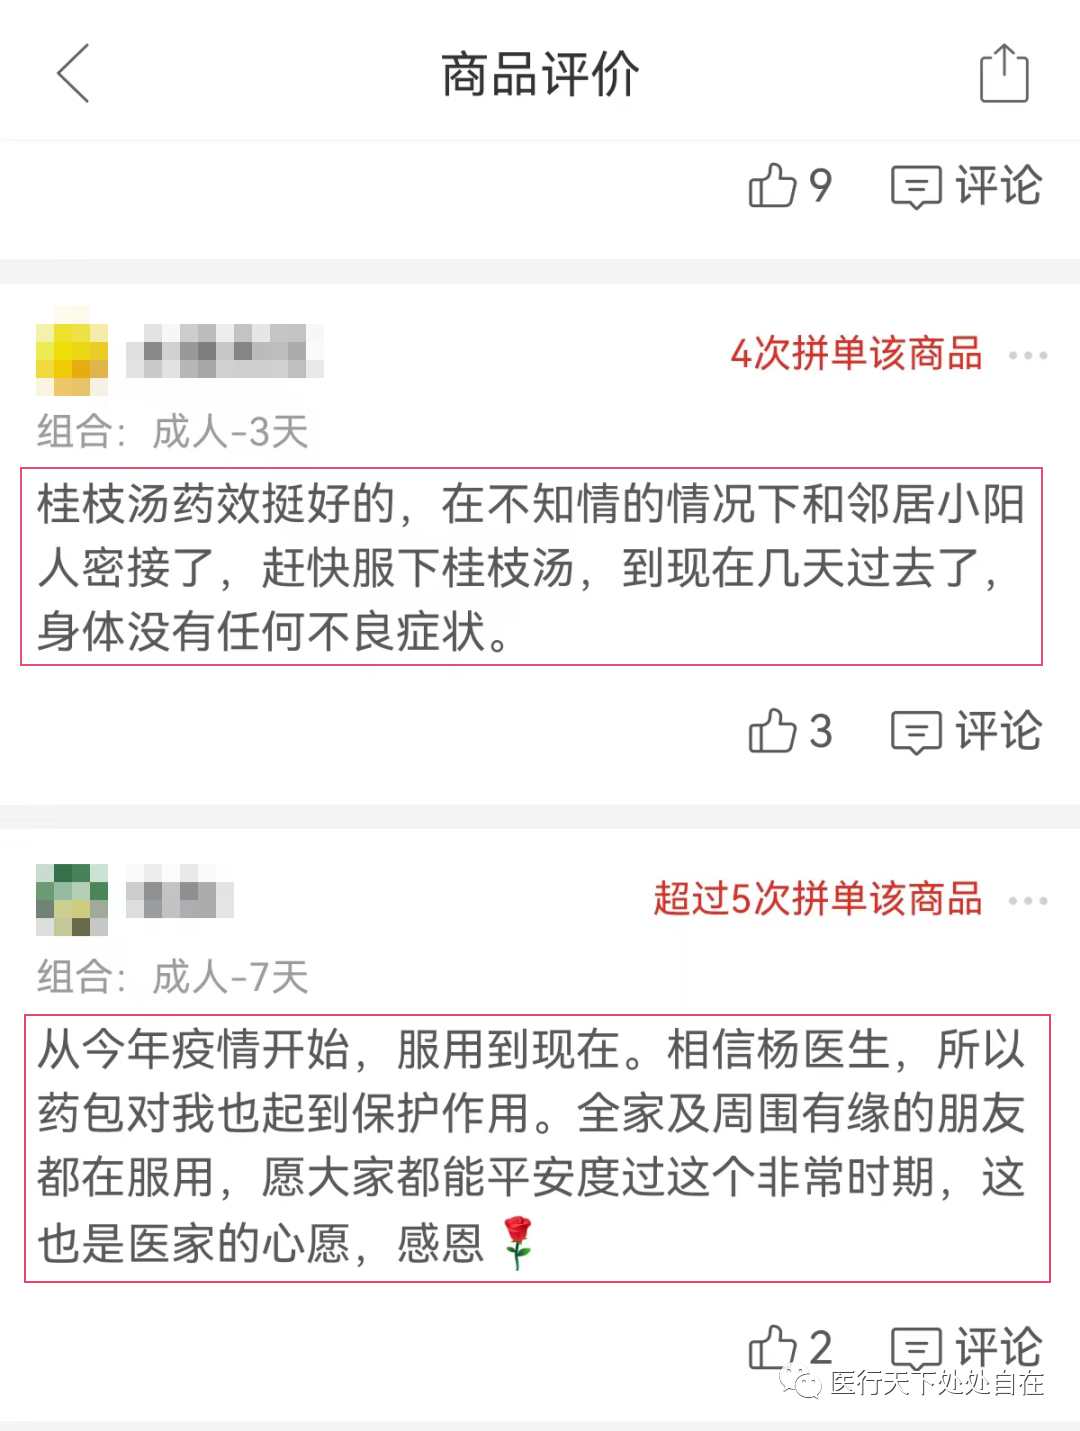 商品评价
9 评论
4次拼单该商品
组合：成人-3天
桂枝汤药效挺好的，在不知情的情况下和邻居小阳
人密接了，赶快服下桂枝汤，到现在几天过去了，
身体没有任何不良症状。
3 评论
超过5次拼单该商品
组合：成人-7天
从今年疫情开始，服用到现在。相信杨医生，所以
药包对我也起到保护作用。全家及周围有缘的朋友
都在服用，愿大家都能平安度过这个非常时期，这
也是医家的心愿，感恩🌹
2 评论
医行天下处处自在